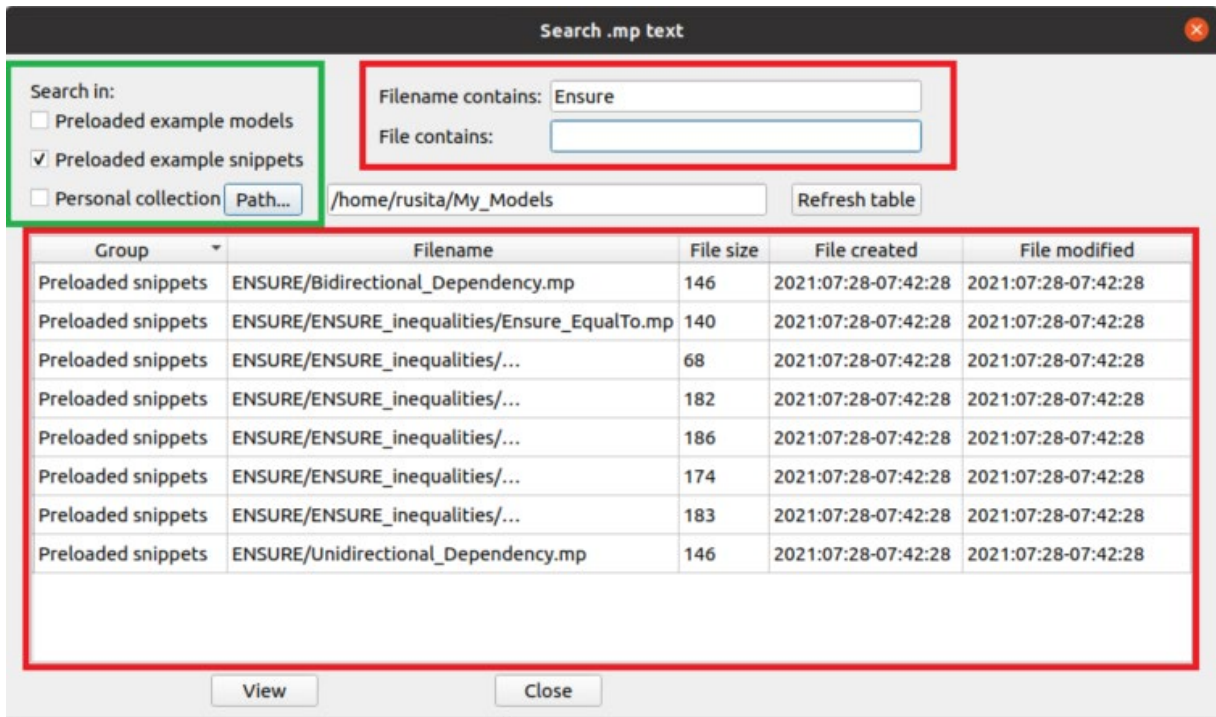 Search .mp text
Search in:
Preloaded example models
Preloaded example snippets
Personal collection Path... /home/rusita/My_Models Refresh table
Filename contains: Ensure
File contains:
Group Filename File size File created File modified
Preloaded snippets ENSURE/Bidirectional_Dependency.mp 146 2021:07:28-07:42:28 2021:07:28-07:42:28
Preloaded snippets ENSURE/ENSURE_inequalities/Ensure_EqualTo.mp 140 2021:07:28-07:42:28 2021:07:28-07:42:28
Preloaded snippets ENSURE/ENSURE_inequalities/... 68 2021:07:28-07:42:28 2021:07:28-07:42:28
Preloaded snippets ENSURE/ENSURE_inequalities/... 182 2021:07:28-07:42:28 2021:07:28-07:42:28
Preloaded snippets ENSURE/ENSURE_inequalities/... 186 2021:07:28-07:42:28 2021:07:28-07:42:28
Preloaded snippets ENSURE/ENSURE_inequalities/... 174 2021:07:28-07:42:28 2021:07:28-07:42:28
Preloaded snippets ENSURE/ENSURE_inequalities/... 183 2021:07:28-07:42:28 2021:07:28-07:42:28
Preloaded snippets ENSURE/Unidirectional_Dependency.mp 146 2021:07:28-07:42:28 2021:07:28-07:42:28
View Close